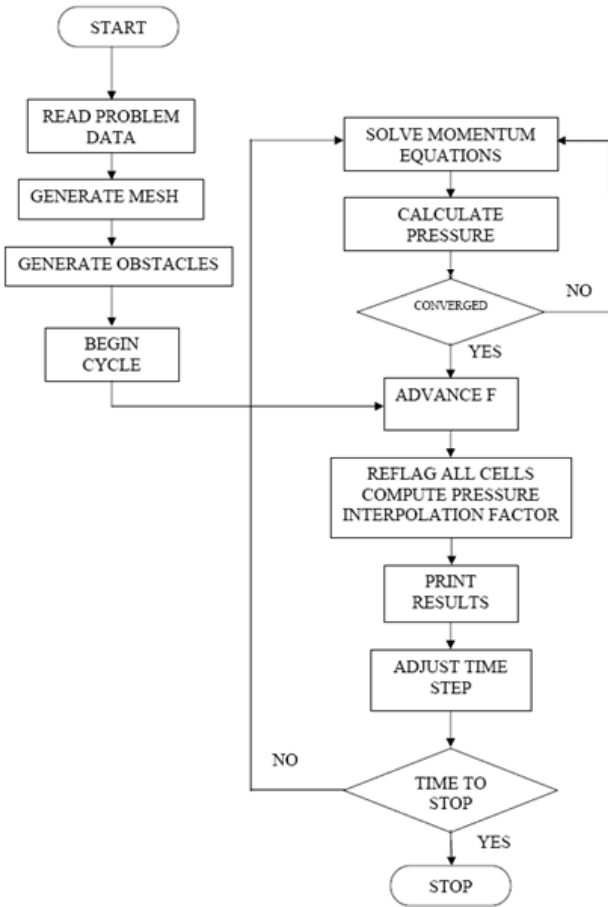 START
READ PROBLEM
DATA
GENERATE MESH
GENERATE OBSTACLES
BEGIN
CYCLE
SOLVE MOMENTUM
EQUATIONS
CALCULATE
PRESSURE
CONVERGED
NO
YES
ADVANCE F
REFLAG ALL CELLS
COMPUTE PRESSURE
INTERPOLATION FACTOR
PRINT
RESULTS
ADJUST TIME
STEP
NO
TIME TO
STOP
YES
STOP